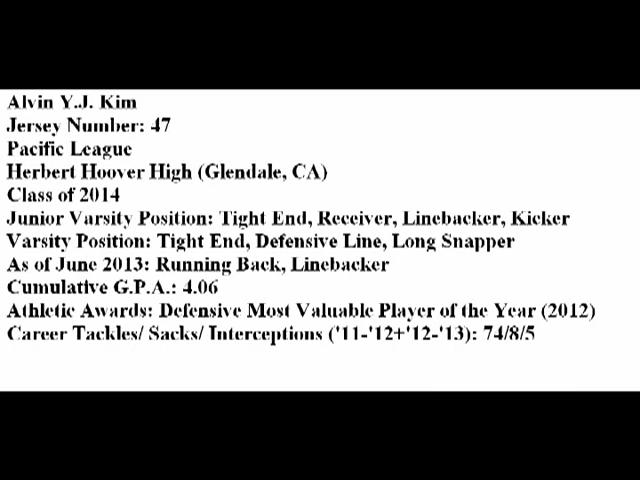 Alvin Y.J. Kim
Jersey Number: 47
Pacific League
Herbert Hoover High (Glendale, CA)
Class of 2014
Junior Varsity Position: Tight End, Receiver, Linebacker, Kicker
Varsity Position: Tight End, Defensive Line, Long Snapper
As of June 2013: Running Back, Linebacker
Cumulative G.P.A.: 4.06
Athletic Awards: Defensive Most Valuable Player of the Year (2012)
Career Tackles/ Sacks/ Interceptions ('11-'12+'12-'13): 74/8/5